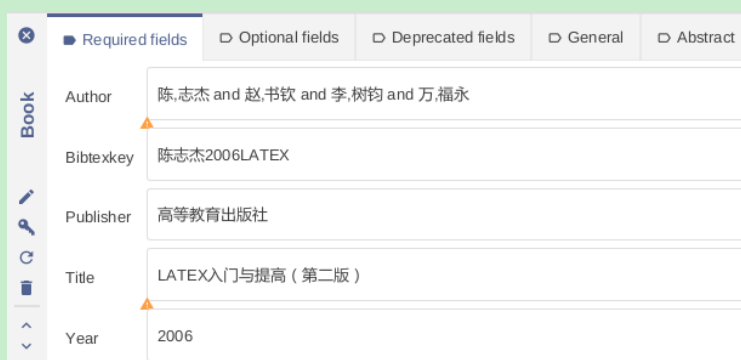 Required fields Optional fields Deprecated fields General Abstract
Book
Author 陈,志杰 and 赵,书钦 and 李,树钧 and 万,福永
Bibtexkey 陈志杰2006LATEX
Publisher 高等教育出版社
Title LATEX入门与提高（第二版）
Year 2006